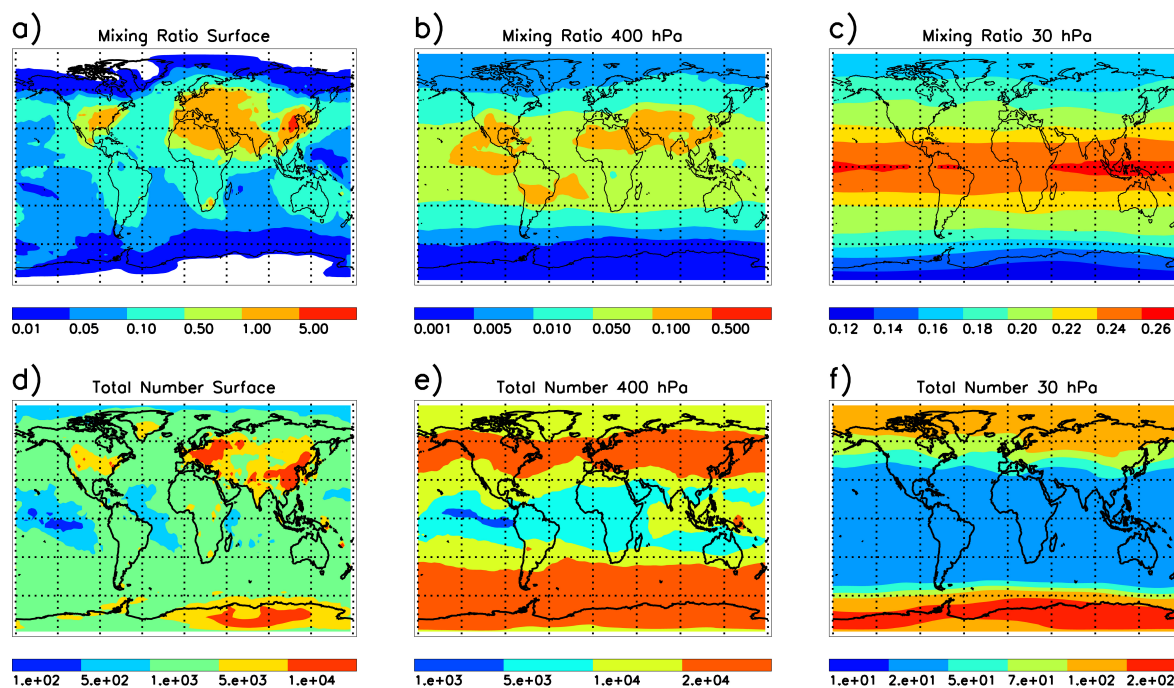 a)
Mixing Ratio Surface
0.01 0.05 0.10 0.50 1.00 5.00
b)
Mixing Ratio 400 hPa
0.001 0.005 0.010 0.050 0.100 0.500
c)
Mixing Ratio 30 hPa
0.12 0.14 0.16 0.18 0.20 0.22 0.24 0.26
d)
Total Number Surface
1.e+02 5.e+02 1.e+03 5.e+03 1.e+04
e)
Total Number 400 hPa
1.e+03 5.e+03 1.e+04 2.e+04
f)
Total Number 30 hPa
1.e+01 2.e+01 5.e+01 7.e+01 1.e+02 2.e+02